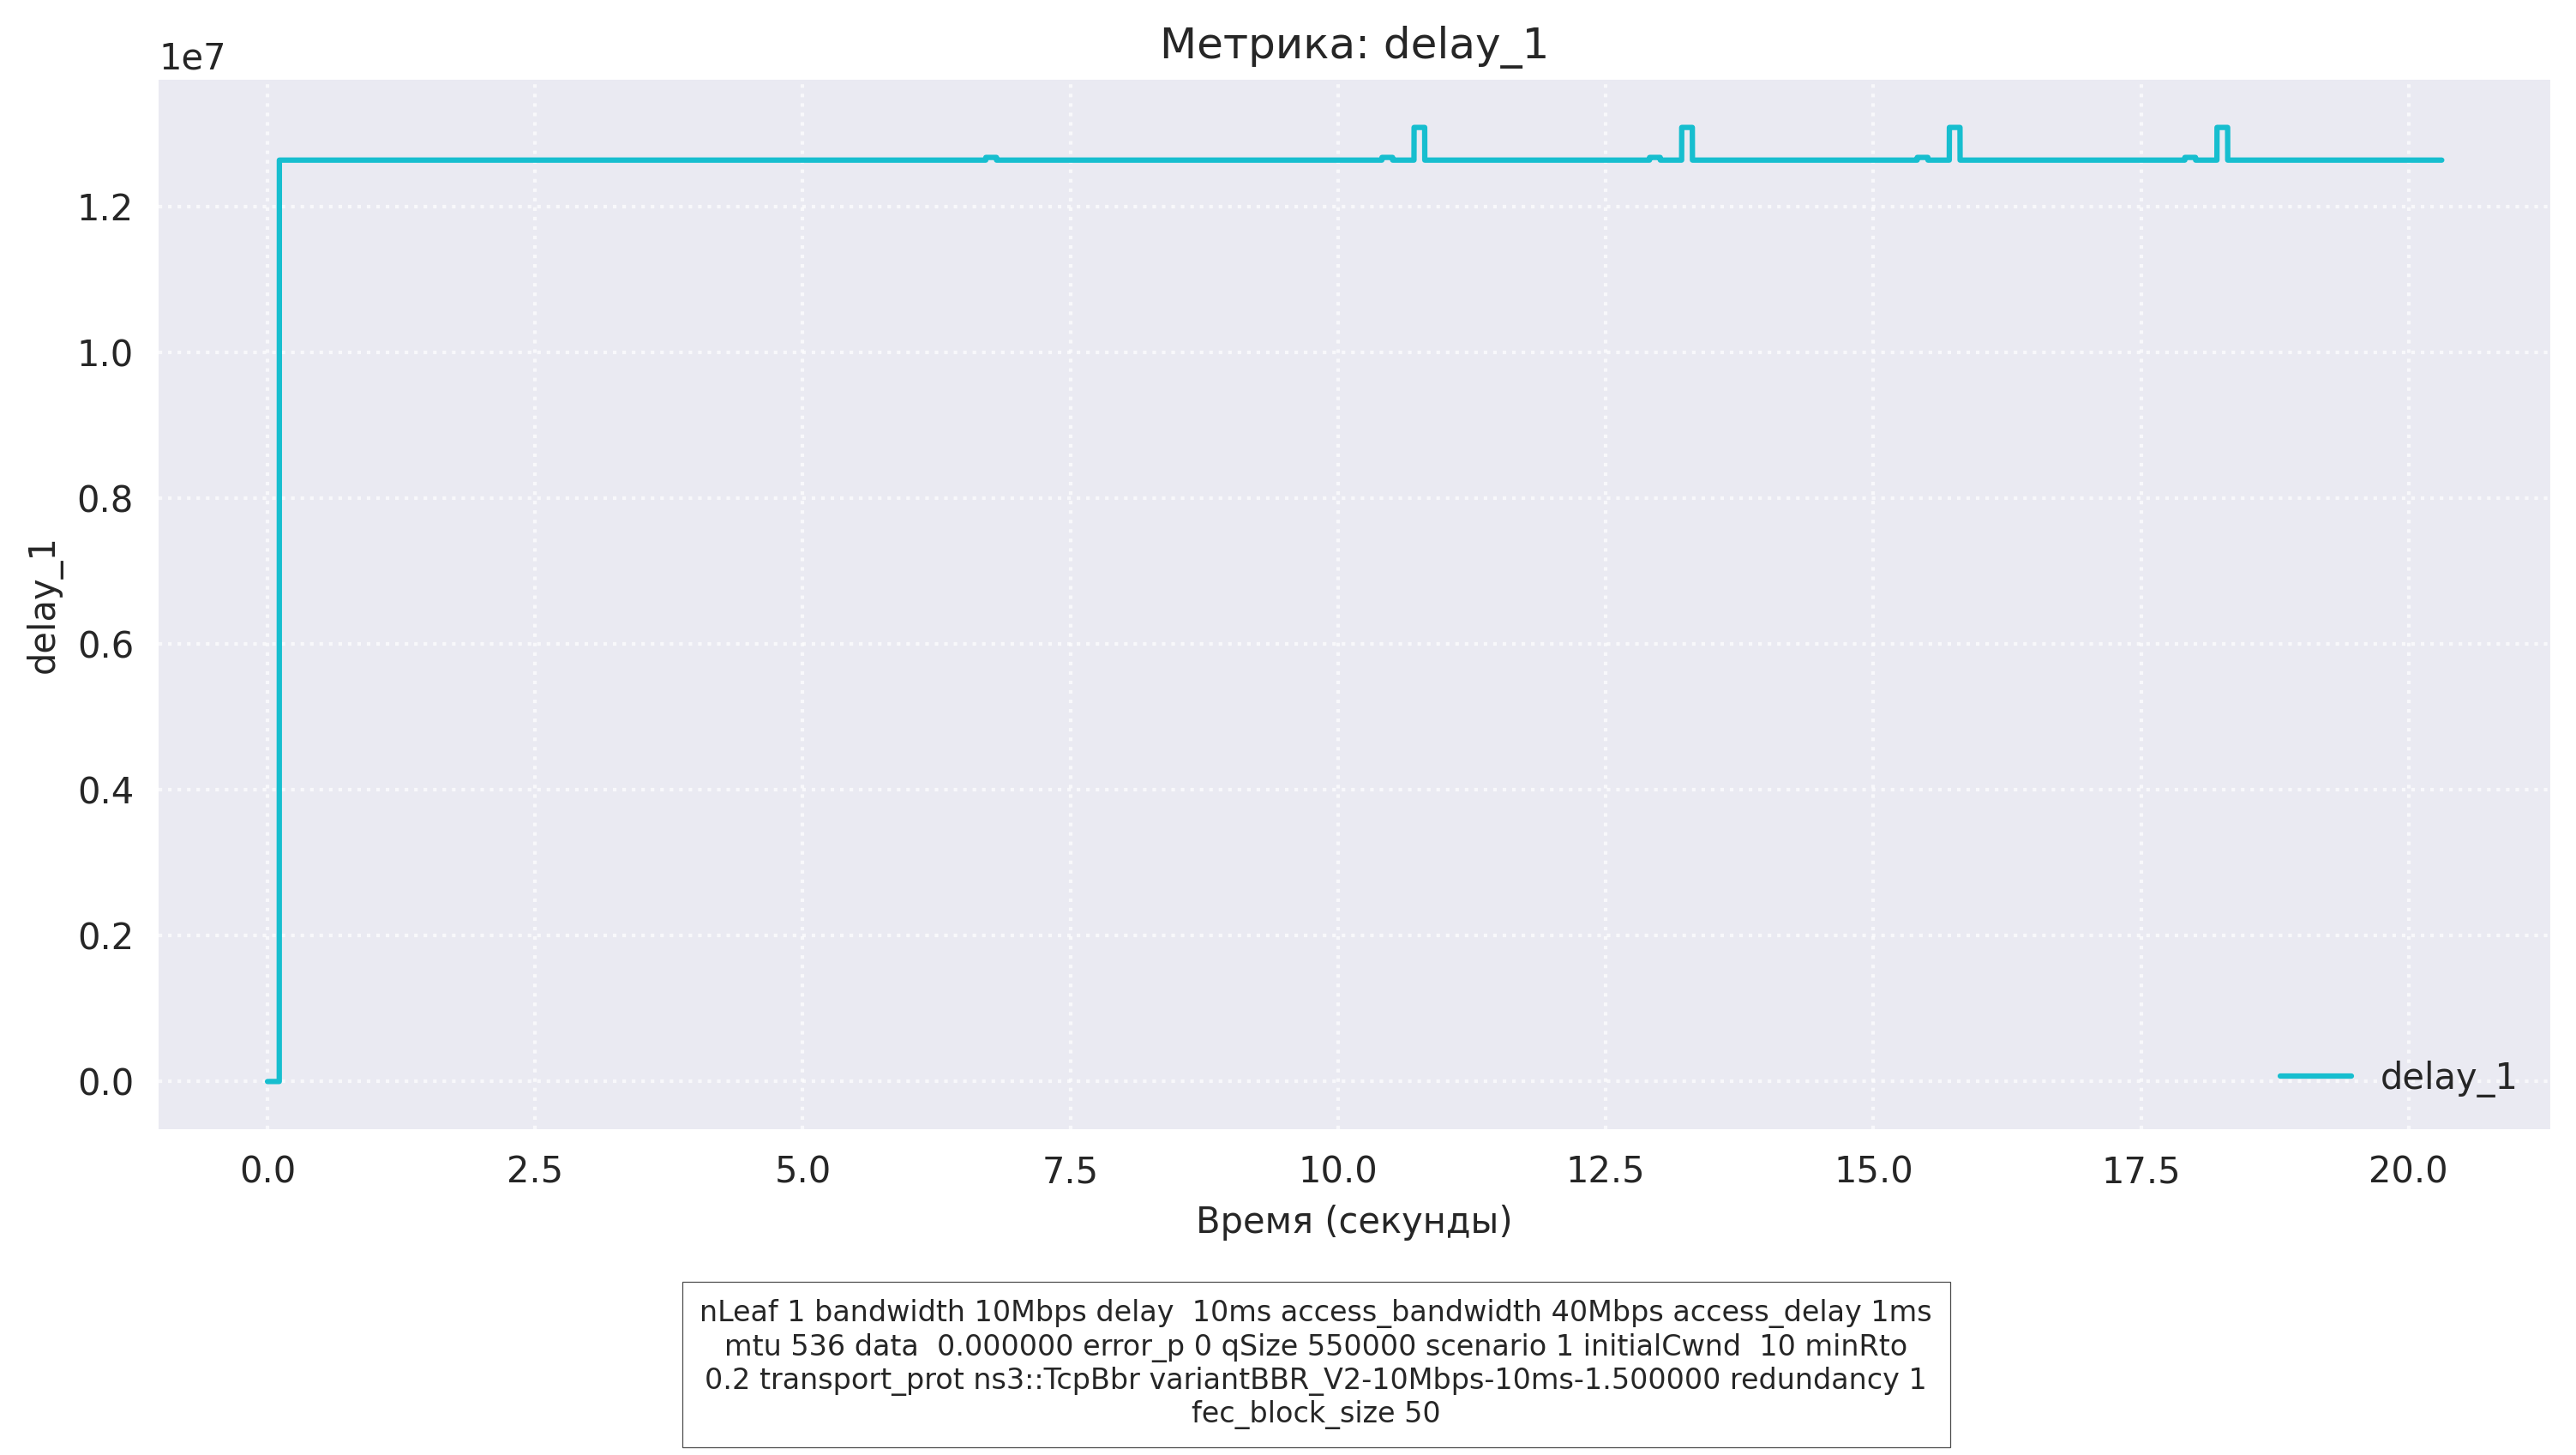 Метрика: delay_1
1e7
1.2
1.0
0.8
0.6
0.4
0.2
0.0
delay_1
delay_1
0.0 2.5 5.0 7.5 10.0 12.5 15.0 17.5 20.0
Время (секунды)
nLeaf 1 bandwidth 10Mbps delay  10ms access_bandwidth 40Mbps access_delay 1ms
mtu 536 data  0.000000 error_p 0 qSize 550000 scenario 1 initialCwnd  10 minRto
0.2 transport_prot ns3::TcpBbr variantBBR_V2-10Mbps-10ms-1.500000 redundancy 1
fec_block_size 50